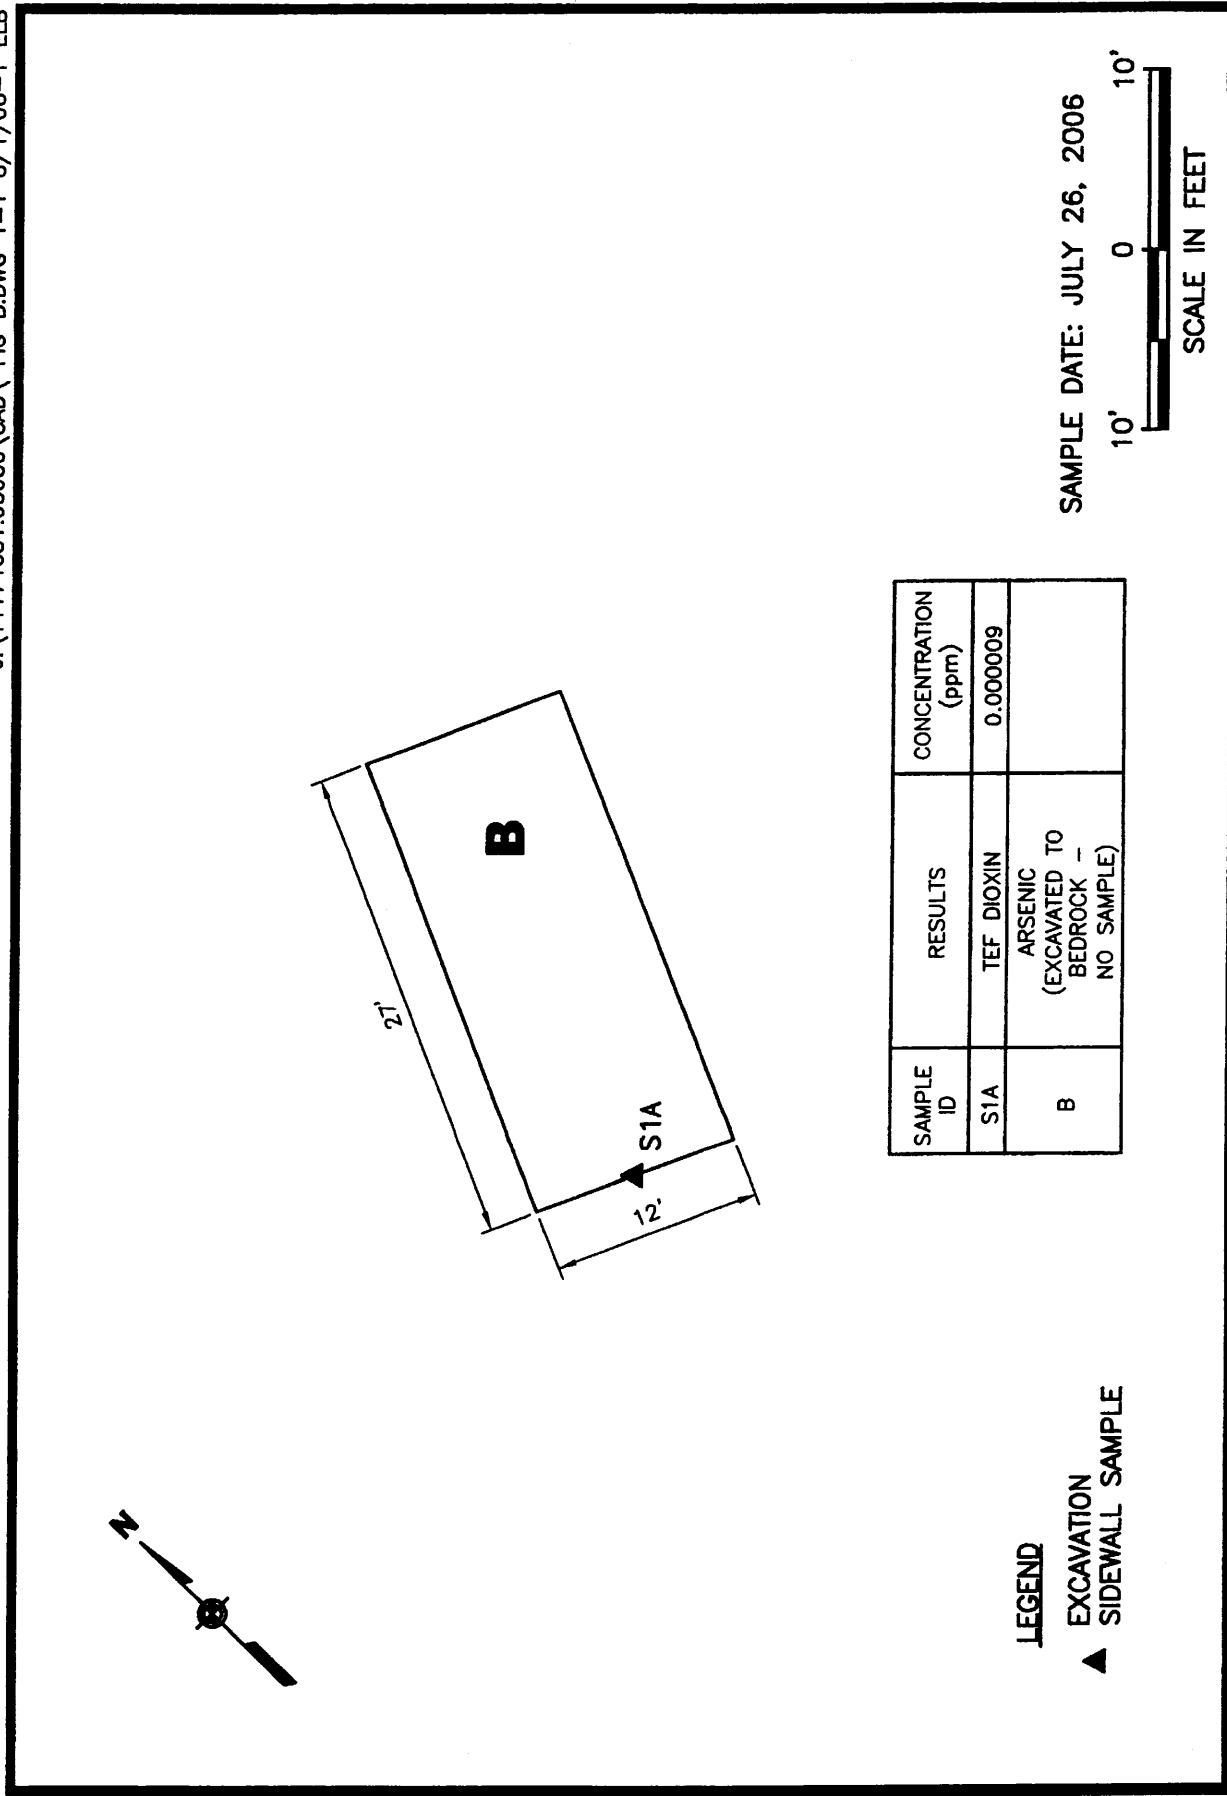 N
27'
B
S1A
12'
SAMPLE
ID
RESULTS
CONCENTRATION
(ppm)
S1A
TEF DIOXIN
0.000009
B
ARSENIC
(EXCAVATED TO
BEDROCK –
NO SAMPLE)
LEGEND
▲ EXCAVATION
SIDEWALL SAMPLE
SAMPLE DATE: JULY 26, 2006
10' 0 10'
SCALE IN FEET